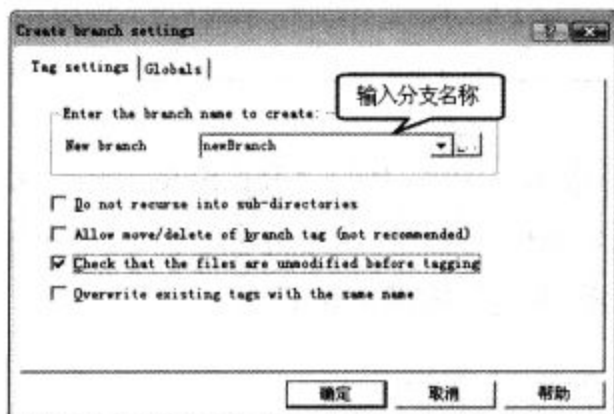 Create branch settings
Tag settings Globals
输入分支名称
Enter the branch name to create:
New branch newBranch ...
Do not recurse into sub-directories
Allow move/delete of branch tag (not recommended)
Check that the files are unmodified before tagging
Overwrite existing tags with the same name
确定 取消 帮助